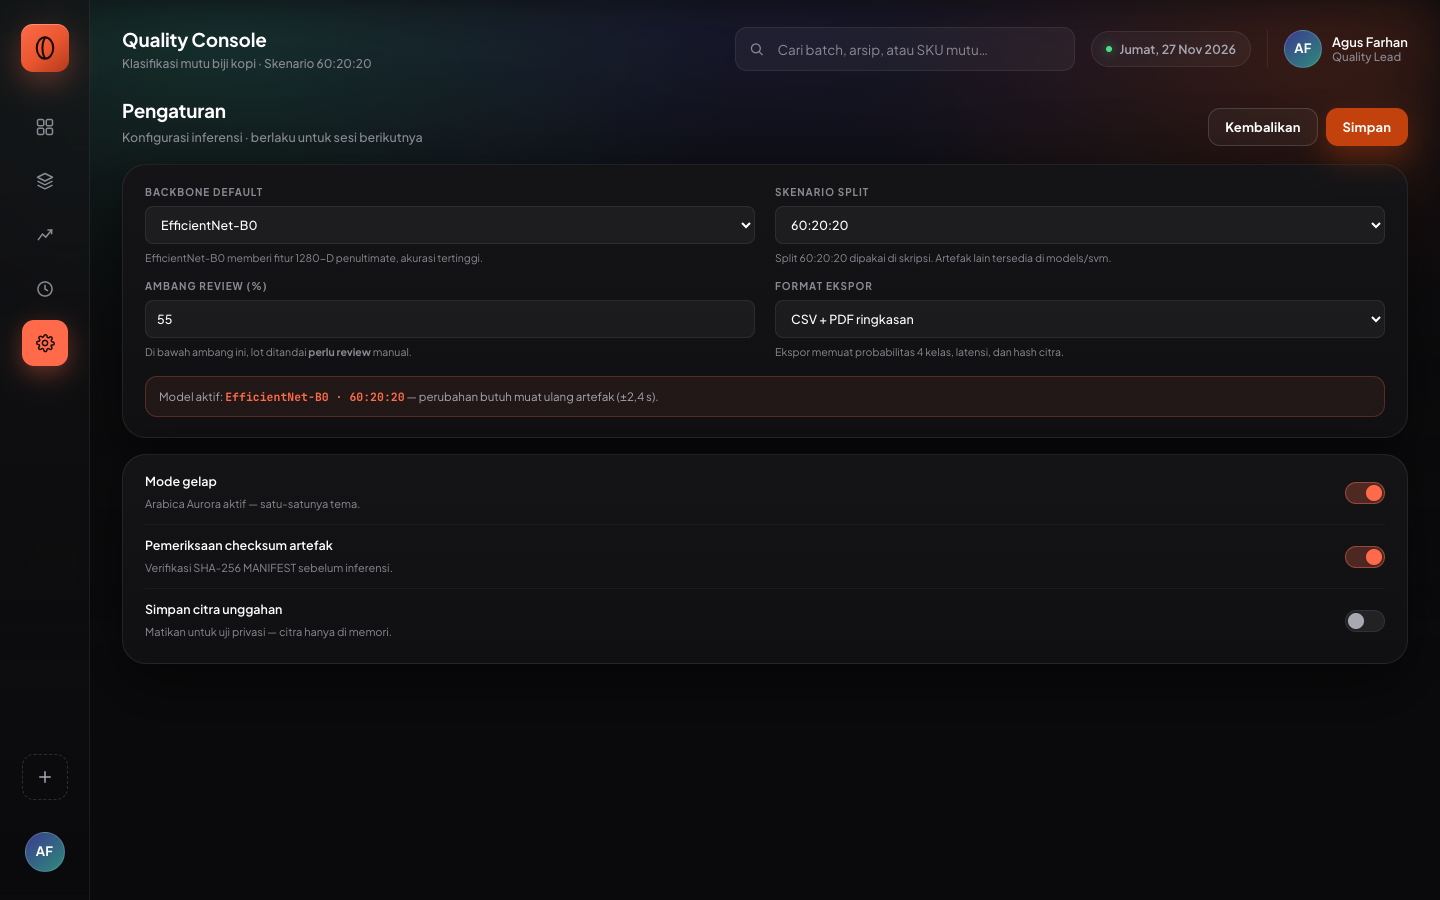 Quality Console
Klasifikasi mutu biji kopi · Skenario 60:20:20
Cari batch, arsip, atau SKU mutu...
Jumat, 27 Nov 2026
AF
Agus Farhan
Quality Lead
Pengaturan
Konfigurasi inferensi · berlaku untuk sesi berikutnya
Kembalikan
Simpan
BACKBONE DEFAULT
EfficientNet-B0
EfficientNet-B0 memberi fitur 1280-D penultimate, akurasi tertinggi.
SKENARIO SPLIT
60:20:20
Split 60:20:20 dipakai di skripsi. Artefak lain tersedia di models/svm.
AMBANG REVIEW (%)
55
Di bawah ambang ini, lot ditandai perlu review manual.
FORMAT EKSPOR
CSV + PDF ringkasan
Ekspor memuat probabilitas 4 kelas, latensi, dan hash citra.
Model aktif: EfficientNet-B0 · 60:20:20 — perubahan butuh muat ulang artefak (±2,4 s).
Mode gelap
Arabica Aurora aktif — satu-satunya tema.
Pemeriksaan checksum artefak
Verifikasi SHA-256 MANIFEST sebelum inferensi.
Simpan citra unggahan
Matikan untuk uji privasi — citra hanya di memori.
AF